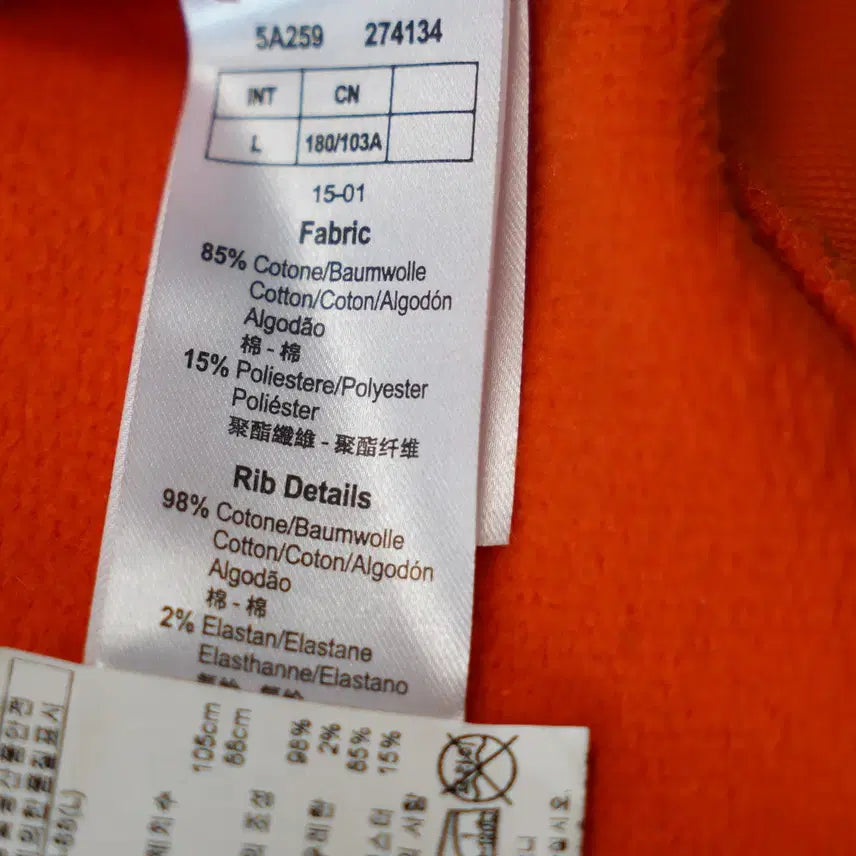 5A259 274134
INT CN
L 180/103A
15-01
Fabric
85% Cotone/Baumwolle
Cotton/Coton/Algodón
Algodão
棉 - 棉
15% Poliestere/Polyester
Poliéster
聚酯纖維 - 聚酯纤维
Rib Details
98% Cotone/Baumwolle
Cotton/Coton/Algodón
Algodão
棉 - 棉
2% Elastan/Elastane
Elasthanne/Elastano
105cm
88cm
98%
2%
85%
15%